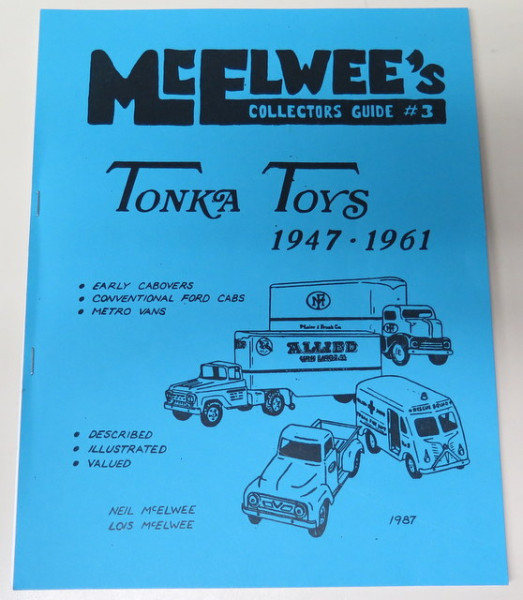 McElwee's
COLLECTORS GUIDE #3
TONKA TOYS
1947 · 1961
• EARLY CABOVERS
• CONVENTIONAL FORD CABS
• METRO VANS
ALLIED
• DESCRIBED
• ILLUSTRATED
• VALUED
NEIL McELWEE
LOIS McELWEE
1987